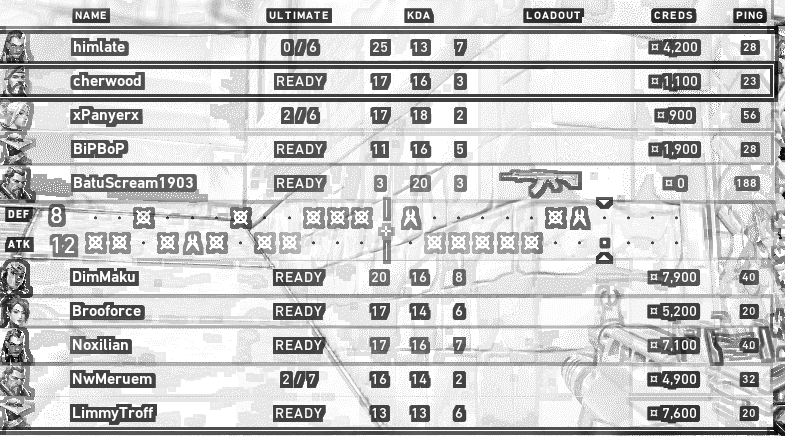 NAME ULTIMATE KDA LOADOUT CREDS PING
himlate 0/6 25 13 7 ¤ 4,200 28
cherwood READY 17 16 3 ¤ 1,100 23
xPanyerx 2/6 17 18 2 ¤ 900 56
BiPBoP READY 11 16 5 ¤ 1,900 28
BatuScream1903 READY 3 20 3 ¤ 0 188
DEF 8
ATK 12
DimMaku READY 20 16 8 ¤ 7,900 40
Brooforce READY 17 14 6 ¤ 5,200 20
Noxilian READY 17 16 7 ¤ 7,100 40
NwMeruem 2/7 16 14 2 ¤ 4,900 32
LimmyTroff READY 13 13 6 ¤ 7,600 20